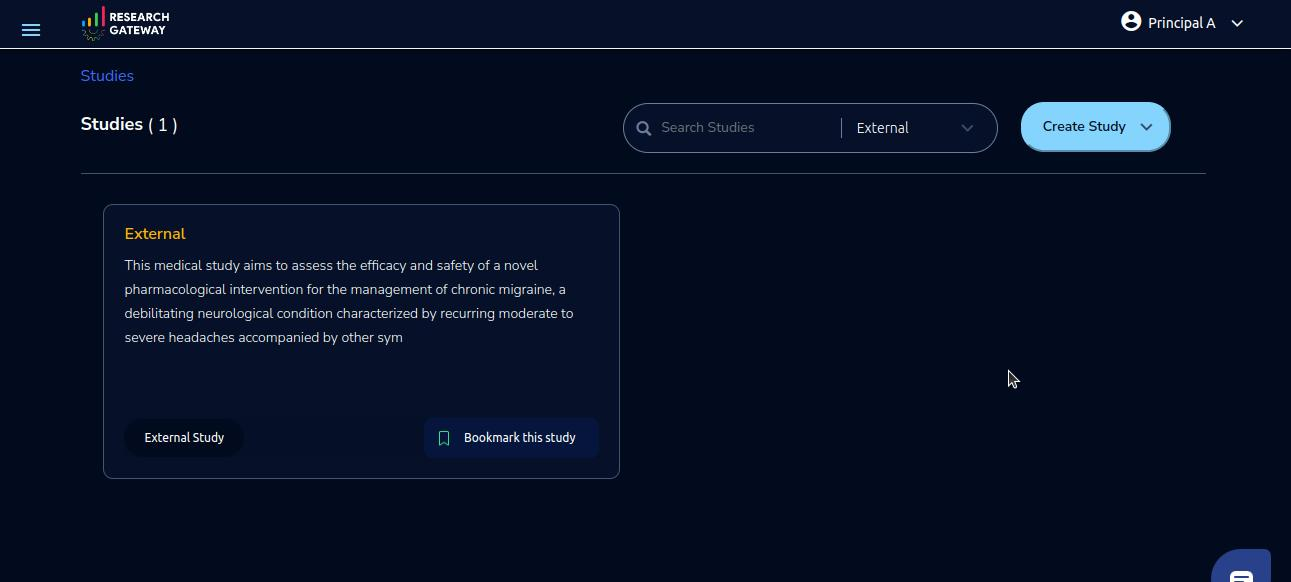 RESEARCH
GATEWAY
Principal A
Studies
Studies ( 1 )
Search Studies
External
Create Study
External
This medical study aims to assess the efficacy and safety of a novel
pharmacological intervention for the management of chronic migraine, a
debilitating neurological condition characterized by recurring moderate to
severe headaches accompanied by other sym
External Study
Bookmark this study